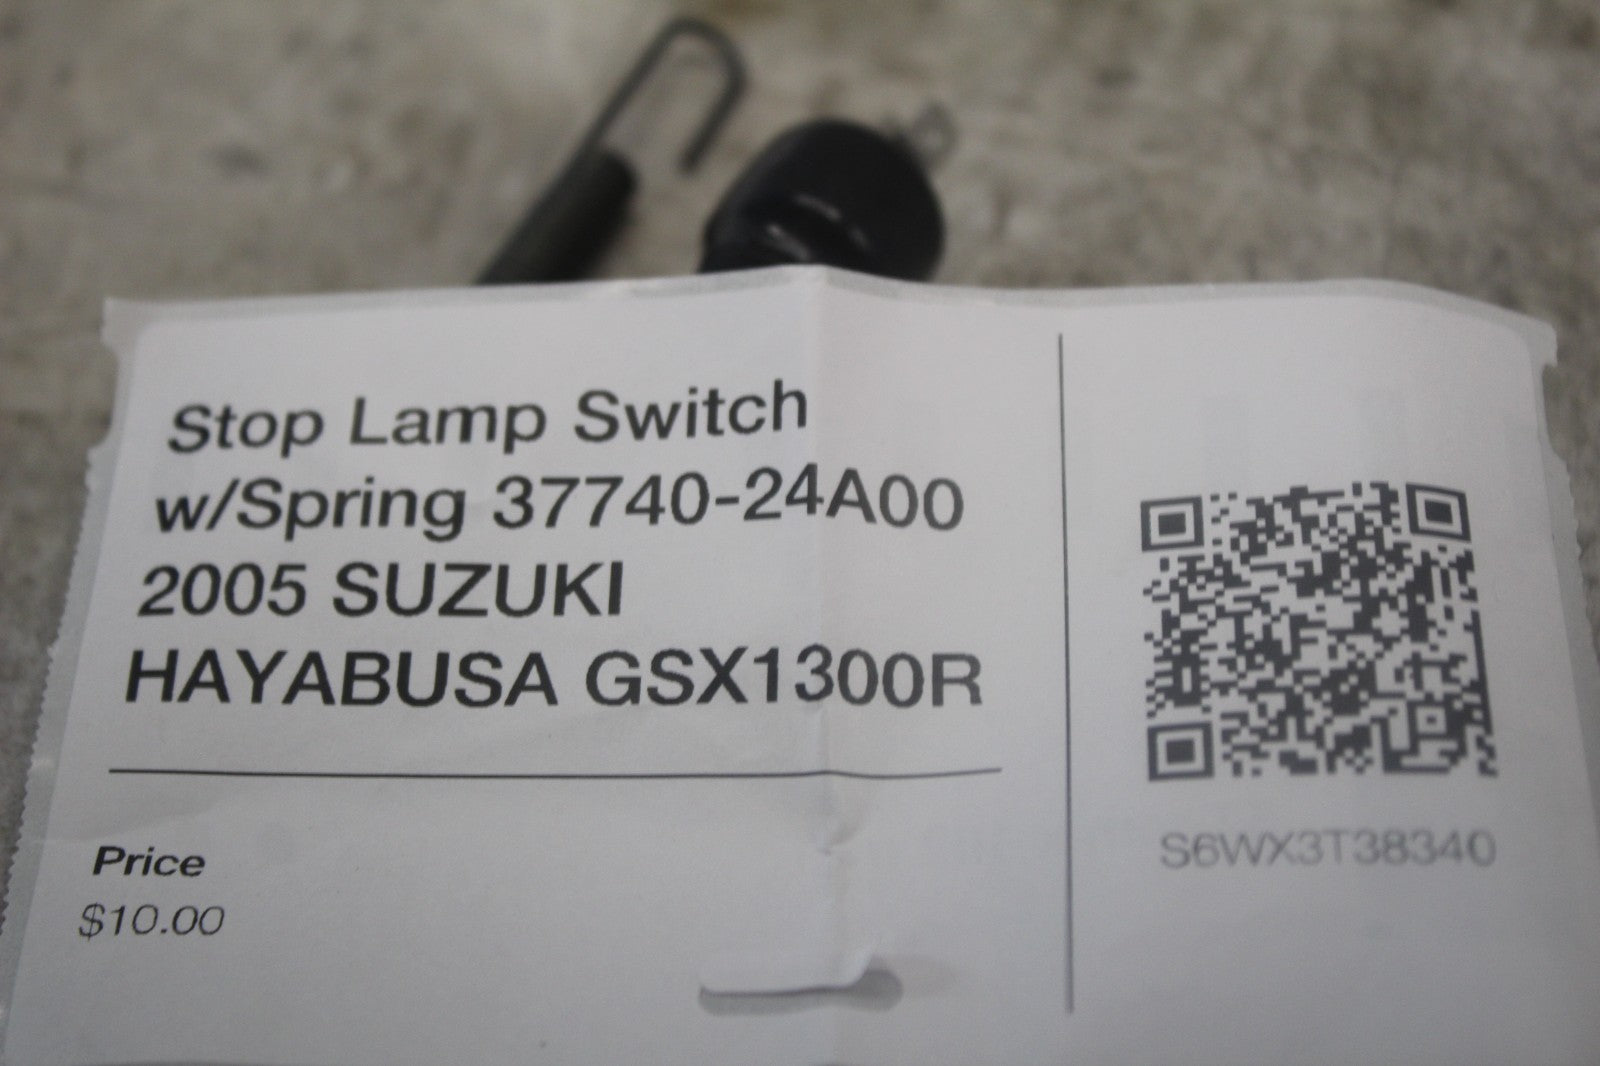 Stop Lamp Switch
w/Spring 37740-24A00
2005 SUZUKI
HAYABUSA GSX1300R
Price
$10.00
S6WX3T38340